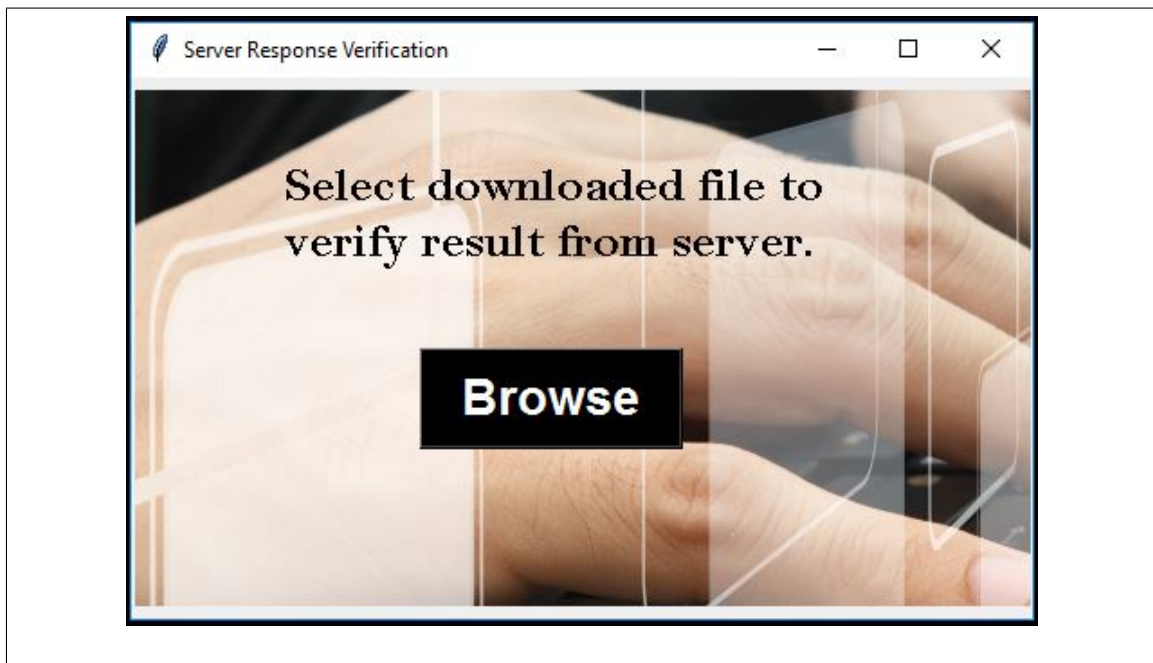 Server Response Verification
Select downloaded file to
verify result from server.
Browse